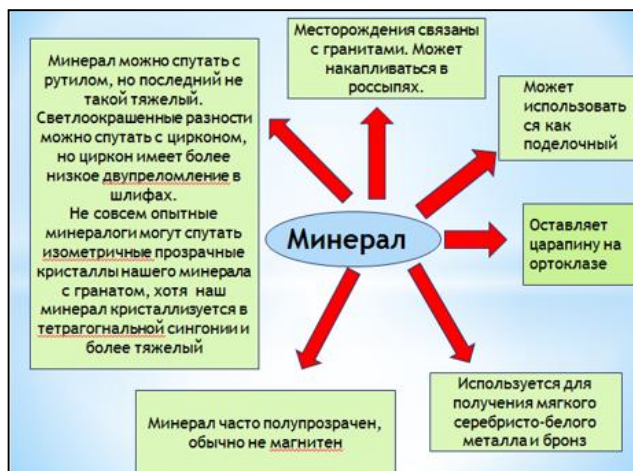 Минерал можно спутать с
рутилом, но последний не
такой тяжелый.
Светлоокрашенные разности
можно спутать с цирконом,
но циркон имеет более
низкое двупреломление в
шлифах.
Не совсем опытные
минералоги могут спутать
изометричные прозрачные
кристаллы нашего минерала
с гранатом, хотя наш
минерал кристаллизуется в
тетрагогнальной сингонии и
более тяжелый
Месторождения связаны
с гранитами. Может
накапливаться в
россыпях.
Может
использовать
ся как
поделочный
Минерал
Оставляет
царапину на
ортоклазе
Минерал часто полупрозрачен,
обычно не магнитен
Используется для
получения мягкого
серебристо-белого
металла и бронз